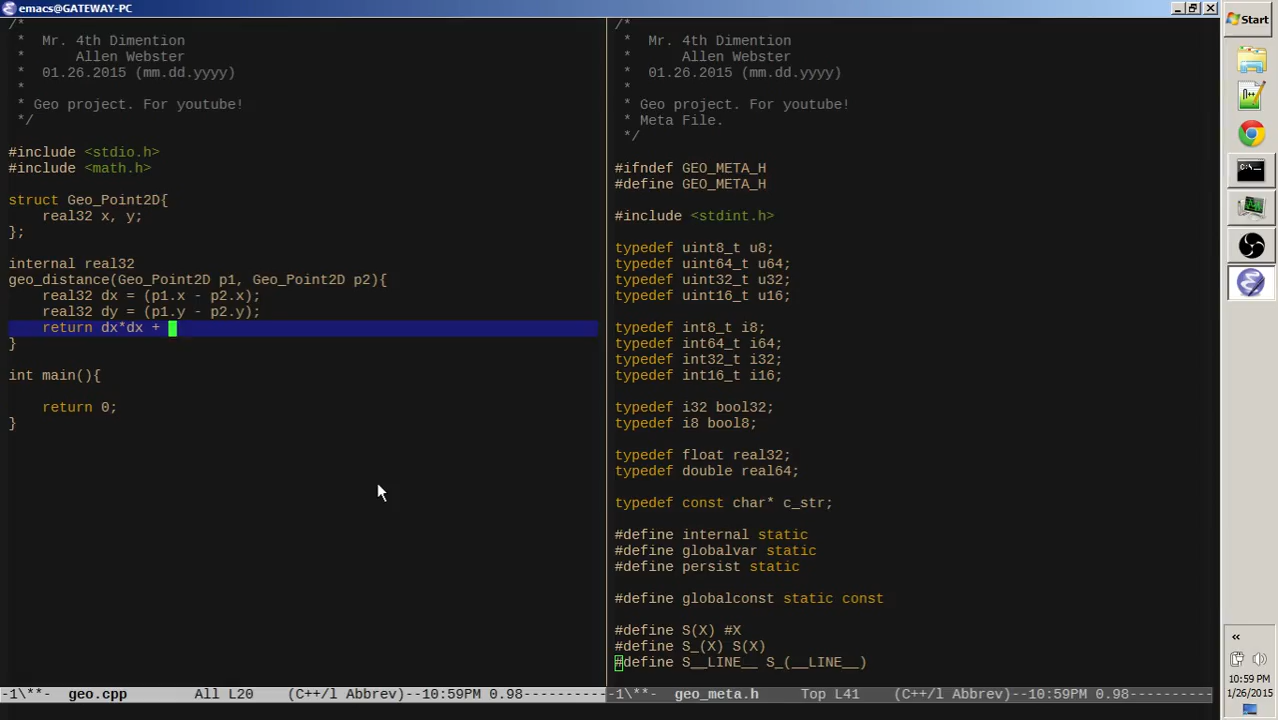 emacs@GATEWAY-PC
/*
 *  Mr. 4th Dimention
 *      Allen Webster
 *  01.26.2015 (mm.dd.yyyy)
 *
 * Geo project. For youtube!
 */
#include <stdio.h>
#include <math.h>
struct Geo_Point2D{
    real32 x, y;
};
internal real32
geo_distance(Geo_Point2D p1, Geo_Point2D p2){
    real32 dx = (p1.x - p2.x);
    real32 dy = (p1.y - p2.y);
    return dx*dx + 
}
int main(){
    return 0;
}
-1\**-  geo.cpp        All L20    (C++/l Abbrev)--10:59PM 0.98----------
/*
 *  Mr. 4th Dimention
 *      Allen Webster
 *  01.26.2015 (mm.dd.yyyy)
 *
 * Geo project. For youtube!
 * Meta File.
 */
#ifndef GEO_META_H
#define GEO_META_H
#include <stdint.h>
typedef uint8_t u8;
typedef uint64_t u64;
typedef uint32_t u32;
typedef uint16_t u16;
typedef int8_t i8;
typedef int64_t i64;
typedef int32_t i32;
typedef int16_t i16;
typedef i32 bool32;
typedef i8 bool8;
typedef float real32;
typedef double real64;
typedef const char* c_str;
#define internal static
#define globalvar static
#define persist static
#define globalconst static const
#define S(X) #X
#define S_(X) S(X)
#define S__LINE__ S_(__LINE__)
-1\**-  geo_meta.h     Top L41    (C++/l Abbrev)--10:59PM 0.98----------
Start
10:59 PM
1/26/2015